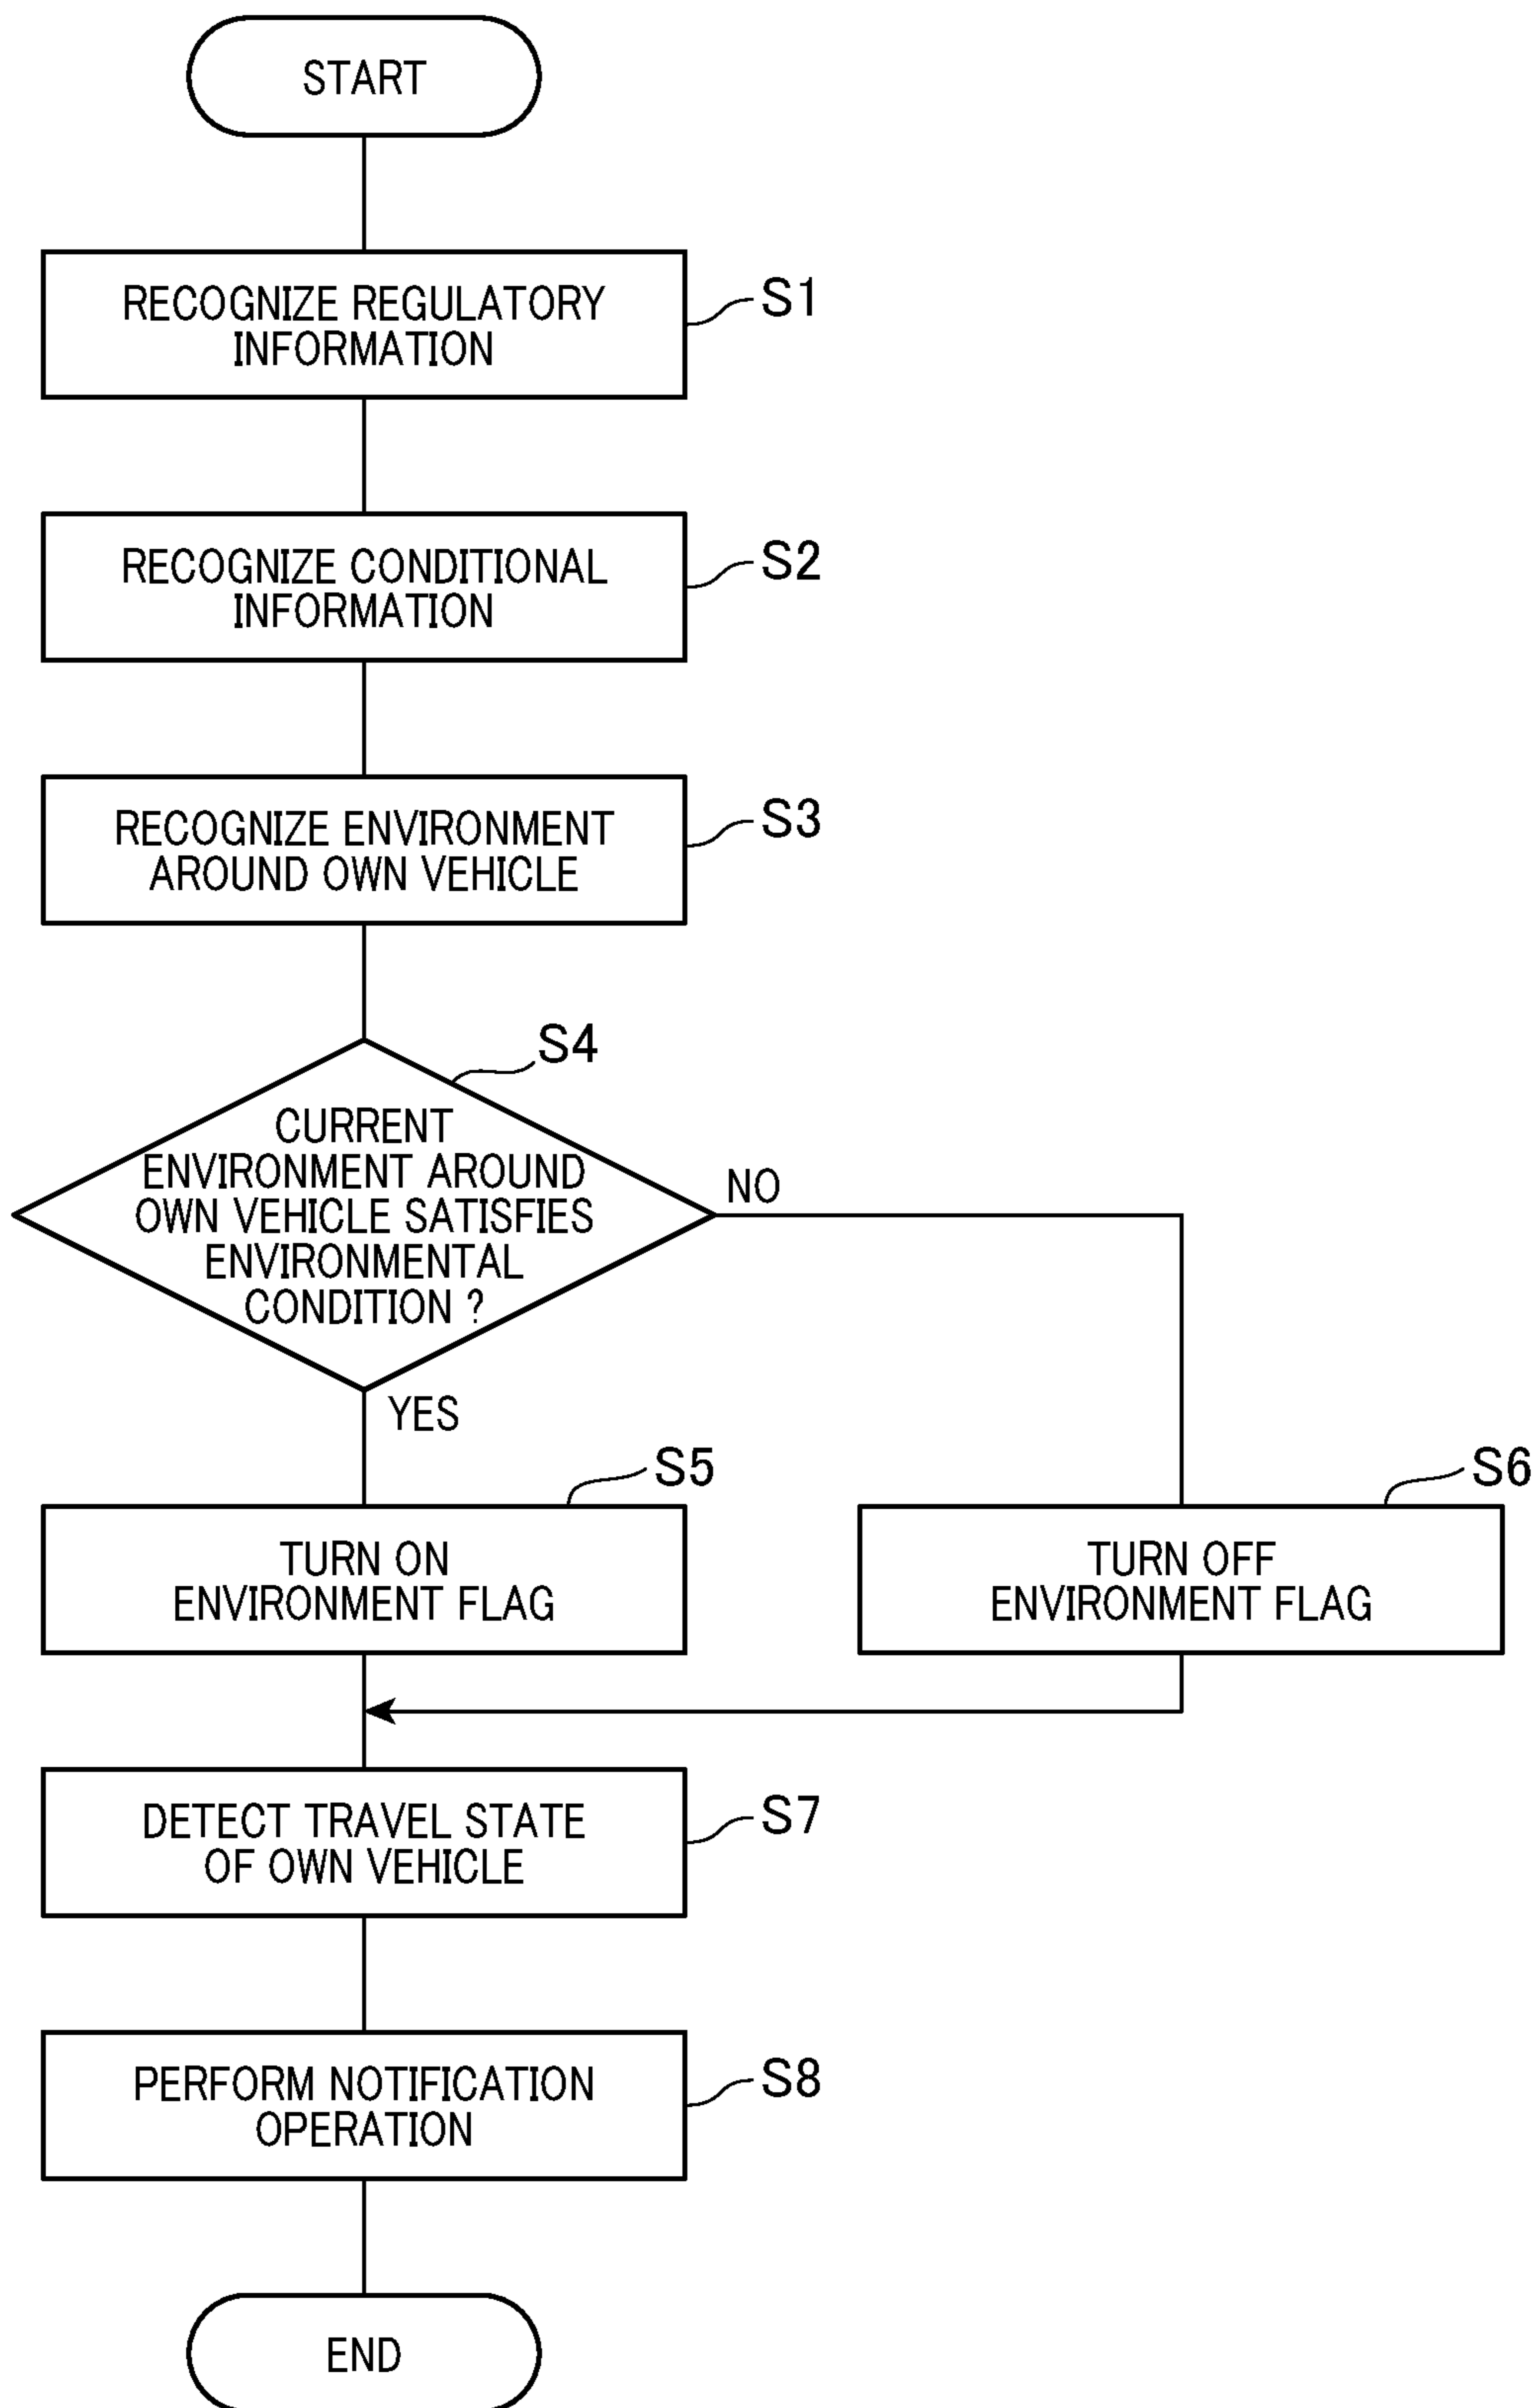 START
RECOGNIZE REGULATORY
INFORMATION
S1
RECOGNIZE CONDITIONAL
INFORMATION
S2
RECOGNIZE ENVIRONMENT
AROUND OWN VEHICLE
S3
S4
CURRENT
ENVIRONMENT AROUND
OWN VEHICLE SATISFIES
ENVIRONMENTAL
CONDITION ?
NO
YES
S5
TURN ON
ENVIRONMENT FLAG
S6
TURN OFF
ENVIRONMENT FLAG
DETECT TRAVEL STATE
OF OWN VEHICLE
S7
PERFORM NOTIFICATION
OPERATION
S8
END